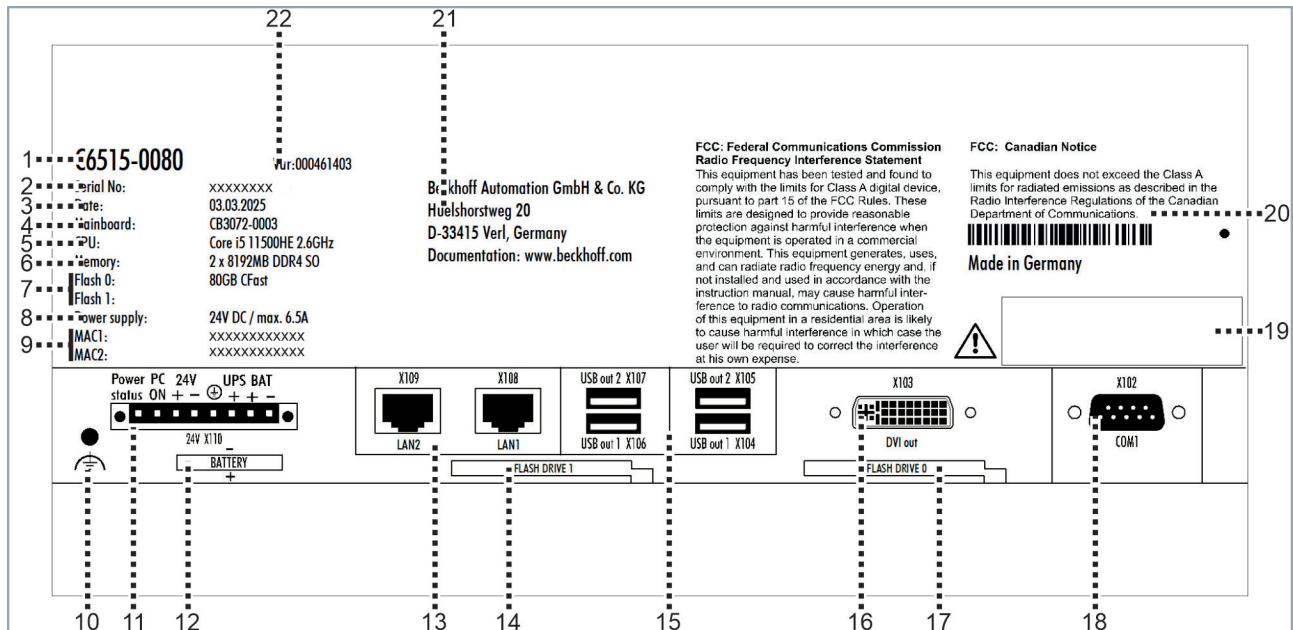 22
21
1
C6515-0080
Vur:000461403
2
Serial No:
XXXXXXXX
3
Date:
03.03.2025
4
Mainboard:
CB3072-0003
5
CPU:
Core i5 11500HE 2.6GHz
6
Memory:
2 x 8192MB DDR4 SO
7
Flash 0:
80GB CFast
Flash 1:
8
Power supply:
24V DC / max. 6.5A
9
MAC1:
XXXXXXXXXXXX
MAC2:
XXXXXXXXXXXX
Beckhoff Automation GmbH & Co. KG
Huelshorstweg 20
D-33415 Verl, Germany
Documentation: www.beckhoff.com
FCC: Federal Communications Commission
Radio Frequency Interference Statement
This equipment has been tested and found to
comply with the limits for Class A digital device,
pursuant to part 15 of the FCC Rules. These
limits are designed to provide reasonable
protection against harmful interference when
the equipment is operated in a commercial
environment. This equipment generates, uses,
and can radiate radio frequency energy and, if
not installed and used in accordance with the
instruction manual, may cause harmful inter-
ference to radio communications. Operation
of this equipment in a residential area is likely
to cause harmful interference in which case the
user will be required to correct the interference
at his own expense.
FCC: Canadian Notice
This equipment does not exceed the Class A
limits for radiated emissions as described in the
Radio Interference Regulations of the Canadian
Department of Communications.
20
Made in Germany
19
Power PC 24V UPS BAT
status ON + - + + -
24V X110
-
BATTERY
+
X109
LAN2
X108
LAN1
USB out 2 X107
USB out 1 X106
USB out 2 X105
USB out 1 X104
X103
DVI out
X102
COM1
FLASH DRIVE 1
FLASH DRIVE 0
10
11
12
13
14
15
16
17
18